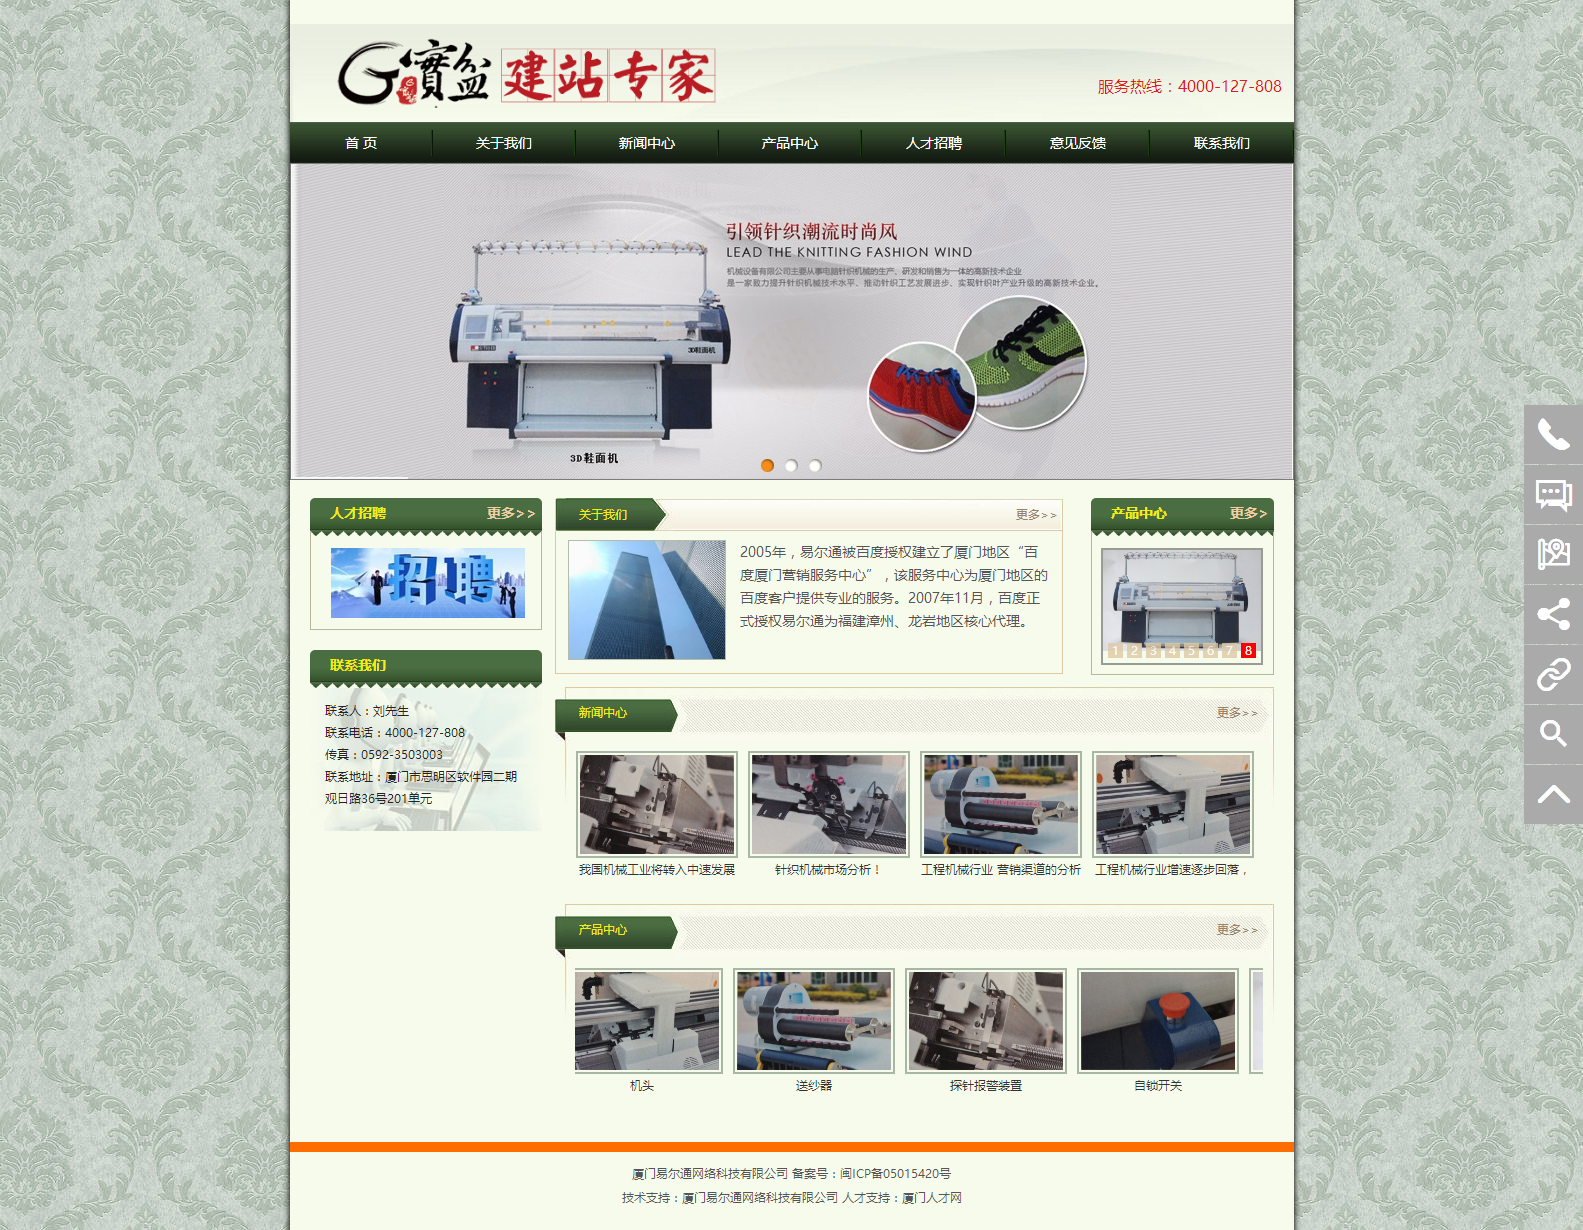 G寶盆 建站专家
服务热线：4000-127-808
首 页 关于我们 新闻中心 产品中心 人才招聘 意见反馈 联系我们
引领针织潮流时尚风
LEAD THE KNITTING FASHION WIND
机械设备有限公司主要从事电脑针织机械的生产、研发和销售为一体的高新技术企业
是一家致力提升针织机械技术水平、推动针织工艺发展进步、实现针织叶产业升级的高新技术企业。
3D鞋面机
3D鞋面机
人才招聘 更多>>
招聘
联系我们
联系人：刘先生
联系电话：4000-127-808
传真：0592-3503003
联系地址：厦门市思明区软件园二期
观日路36号201单元
关于我们 更多>>
2005年，易尔通被百度授权建立了厦门地区“百
度厦门营销服务中心”，该服务中心为厦门地区的
百度客户提供专业的服务。2007年11月，百度正
式授权易尔通为福建漳州、龙岩地区核心代理。
产品中心 更多>
1 2 3 4 5 6 7 8
新闻中心 更多>>
我国机械工业将转入中速发展 针织机械市场分析！ 工程机械行业 营销渠道的分析 工程机械行业增速逐步回落，
产品中心 更多>>
机头 送纱器 探针报警装置 自锁开关
厦门易尔通网络科技有限公司 备案号：闽ICP备05015420号
技术支持：厦门易尔通网络科技有限公司 人才支持：厦门人才网